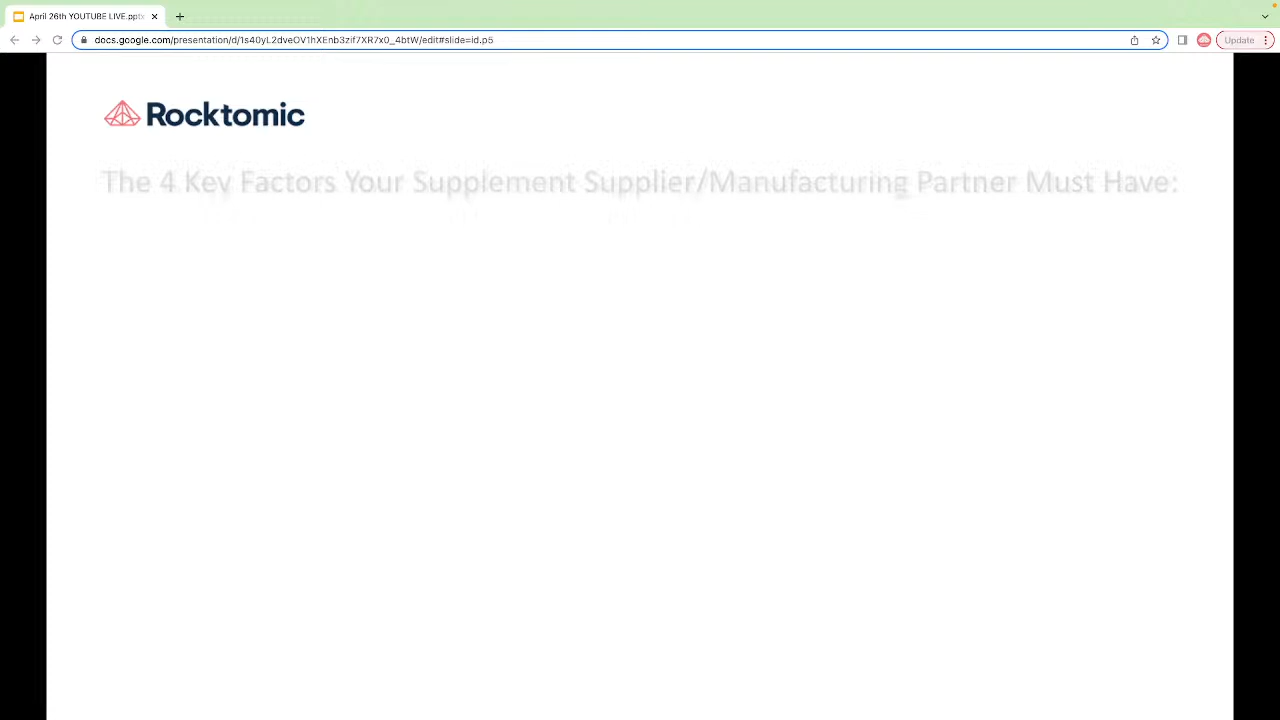 April 26th YOUTUBE LIVE.pptx
docs.google.com/presentation/d/1s40yL2dveOV1hXEnb3zif7XR7x0_4btW/edit#slide=id.p5
Update
Rocktomic
The 4 Key Factors Your Supplement Supplier/Manufacturing Partner Must Have: